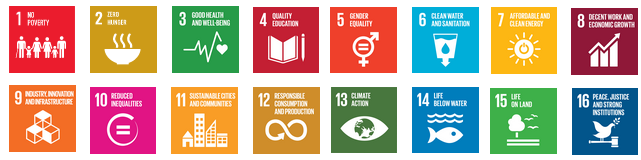 1 NO
POVERTY
2 ZERO
HUNGER
3 GOOD HEALTH
AND WELL-BEING
4 QUALITY
EDUCATION
5 GENDER
EQUALITY
6 CLEAN WATER
AND SANITATION
7 AFFORDABLE AND
CLEAN ENERGY
8 DECENT WORK AND
ECONOMIC GROWTH
9 INDUSTRY, INNOVATION
AND INFRASTRUCTURE
10 REDUCED
INEQUALITIES
11 SUSTAINABLE CITIES
AND COMMUNITIES
12 RESPONSIBLE
CONSUMPTION
AND PRODUCTION
13 CLIMATE
ACTION
14 LIFE
BELOW WATER
15 LIFE
ON LAND
16 PEACE, JUSTICE
AND STRONG
INSTITUTIONS